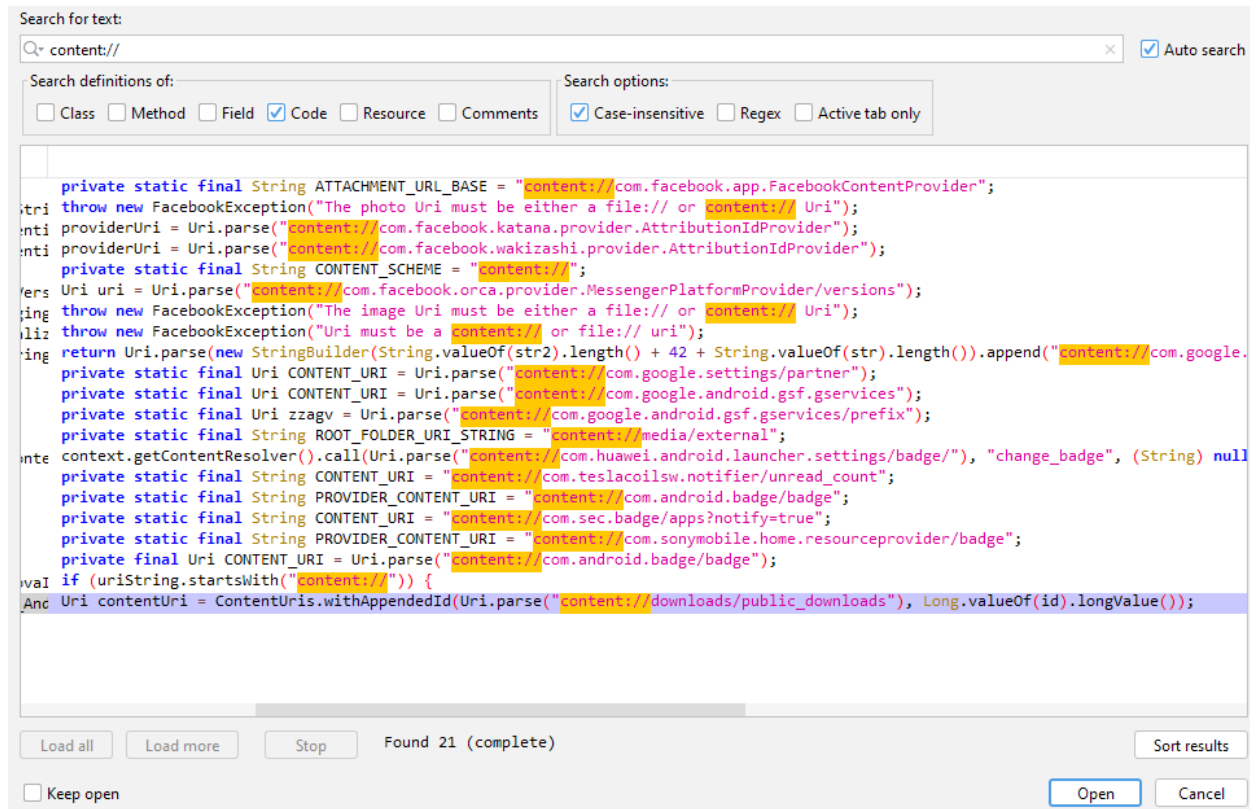 Search for text:
content://
Auto search
Search definitions of:
Search options:
Class Method Field Code Resource Comments
Case-insensitive Regex Active tab only
private static final String ATTACHMENT_URL_BASE = "content://com.facebook.app.FacebookContentProvider";
throw new FacebookException("The photo Uri must be either a file:// or content:// Uri");
providerUri = Uri.parse("content://com.facebook.katana.provider.AttributionIdProvider");
providerUri = Uri.parse("content://com.facebook.wakizashi.provider.AttributionIdProvider");
private static final String CONTENT_SCHEME = "content://";
Uri uri = Uri.parse("content://com.facebook.orca.provider.MessengerPlatformProvider/versions");
throw new FacebookException("The image Uri must be either a file:// or content:// Uri");
throw new FacebookException("Uri must be a content:// or file:// uri");
return Uri.parse(new StringBuilder(String.valueOf(str2).length() + 42 + String.valueOf(str).length()).append("content://com.google.
private static final Uri CONTENT_URI = Uri.parse("content://com.google.settings/partner");
private static final Uri CONTENT_URI = Uri.parse("content://com.google.android.gsf.gservices");
private static final Uri zzagv = Uri.parse("content://com.google.android.gsf.gservices/prefix");
private static final String ROOT_FOLDER_URI_STRING = "content://media/external";
context.getContentResolver().call(Uri.parse("content://com.huawei.android.launcher.settings/badge/"), "change_badge", (String) null
private static final String CONTENT_URI = "content://com.teslacoilsw.notifier/unread_count";
private static final String PROVIDER_CONTENT_URI = "content://com.android.badge/badge";
private static final String CONTENT_URI = "content://com.sec.badge/apps?notify=true";
private static final String PROVIDER_CONTENT_URI = "content://com.sonymobile.home.resourceprovider/badge";
private final Uri CONTENT_URI = Uri.parse("content://com.android.badge/badge");
if (uriString.startsWith("content://")) {
Uri contentUri = ContentUris.withAppendedId(Uri.parse("content://downloads/public_downloads"), Long.valueOf(id).longValue());
Load all Load more Stop Found 21 (complete) Sort results
Keep open Open Cancel